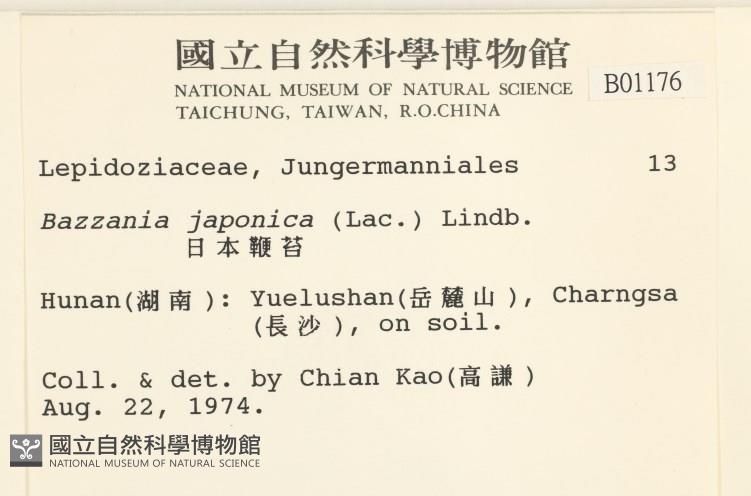 國立自然科學博物館
NATIONAL MUSEUM OF NATURAL SCIENCE
TAICHUNG, TAIWAN, R.O.CHINA
B01176
Lepidoziaceae, Jungermanniales 13
Bazzania japonica (Lac.) Lindb.
日本鞭苔
Hunan(湖南): Yuelushan(岳麓山), Charngsa
(長沙), on soil.
Coll. & det. by Chian Kao(高謙)
Aug. 22, 1974.
國立自然科學博物館
NATIONAL MUSEUM OF NATURAL SCIENCE